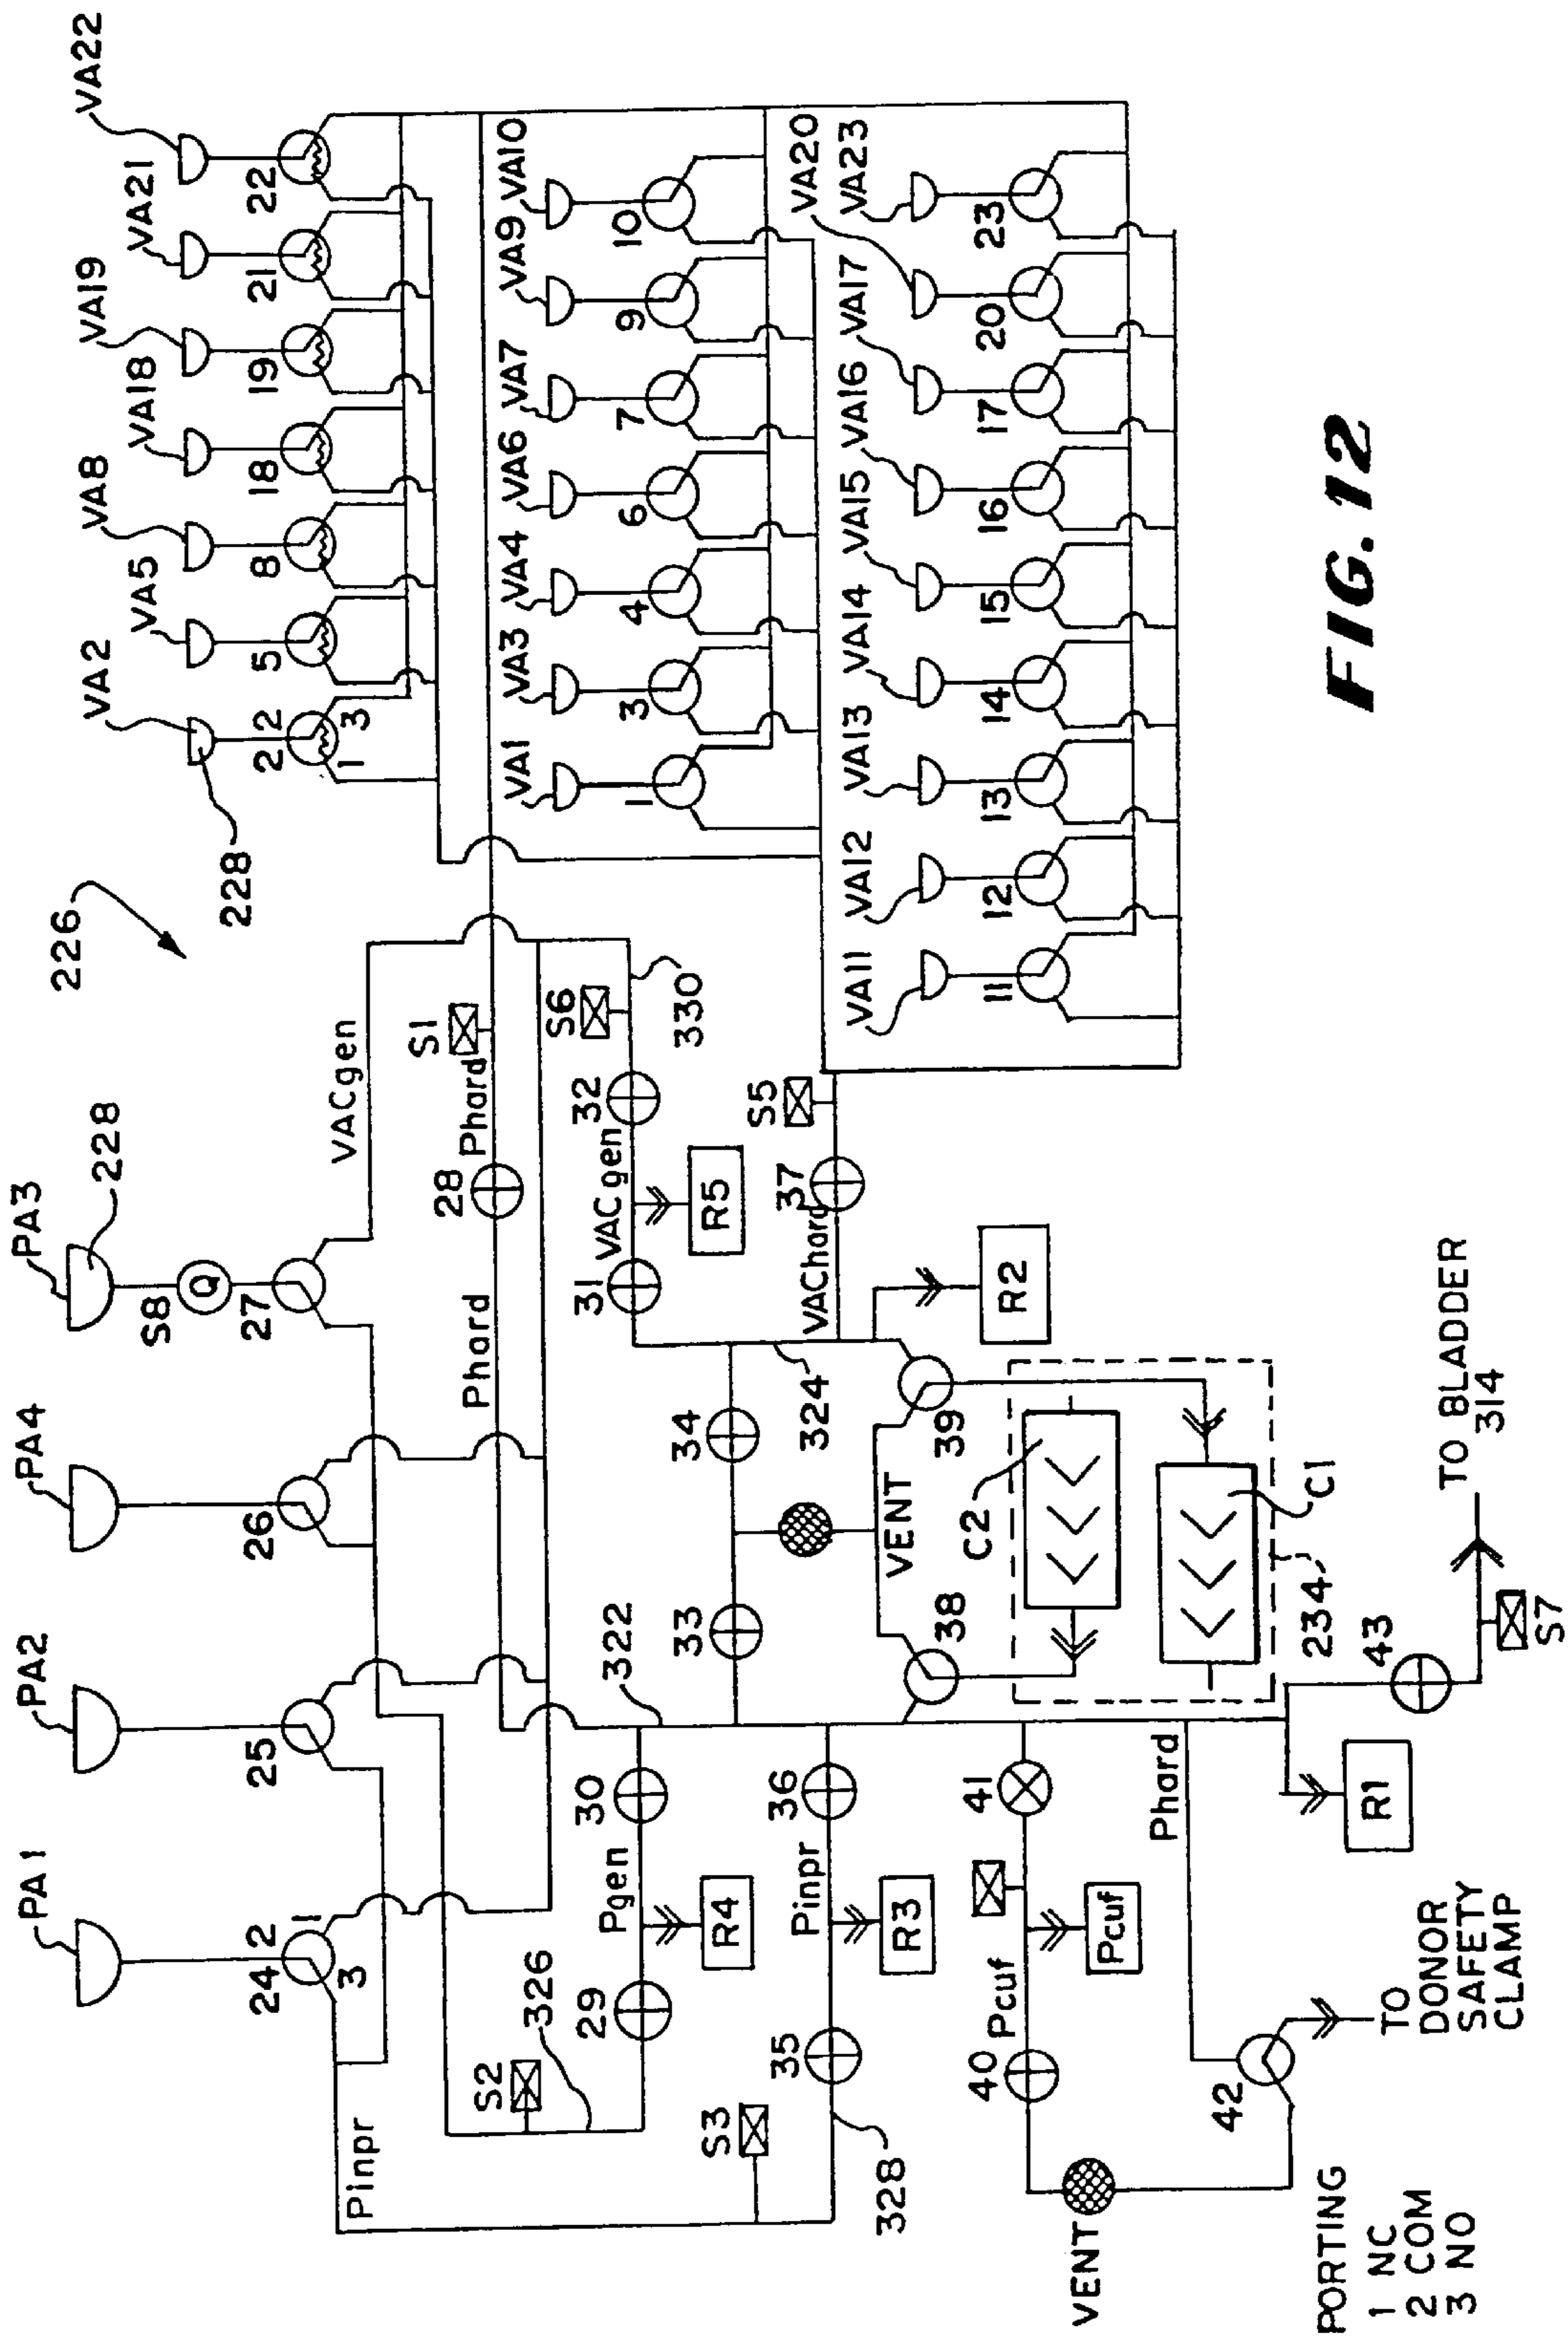 226
228
VA2
VA5
VA8
VA18
VA19
VA21
VA22
2 2
1 3
5
8
18
19
21
22
PA1
PA2
PA4
PA3
228
S8
Q
24 2
3 1
25
26
27
VACgen
Pinpr
Phard
28
Phard
S1
VA1
VA3
VA4
VA6
VA7
VA9
VA10
1
3
4
6
7
9
10
S2
326
29
Pgen
30
322
R4
31
VACgen
32
S6
330
R5
33
34
324
S3
35
Pinpr
36
328
R3
VAChard
37
S5
R2
VENT
38
39
VA11
VA12
VA13
VA14
VA15
VA16
VA17
VA20
VA23
11
12
13
14
15
16
17
20
23
40
Pcuf
41
Pcuf
C2
C1
234
VENT
Phard
42
TO
DONOR
SAFETY
CLAMP
R1
43
S7
TO BLADDER
314
PORTING
1 NC
2 COM
3 NO
FIG. 12